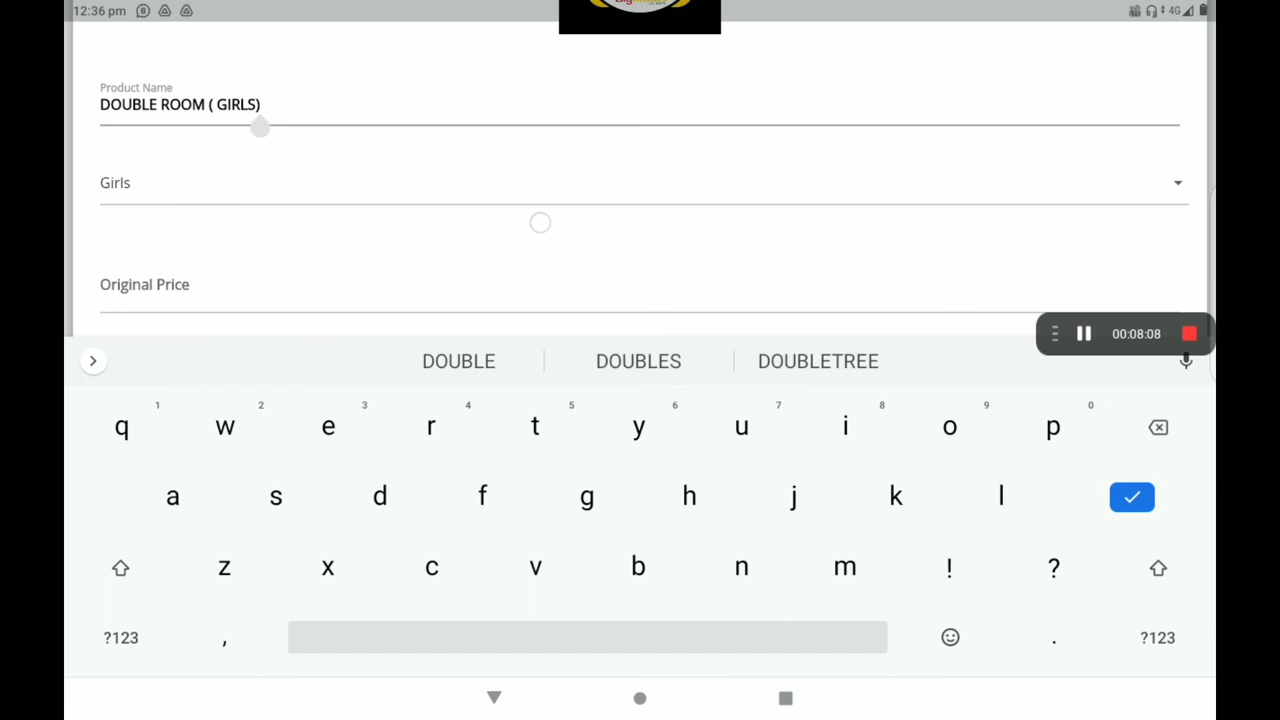 12:36 pm
4G
Product Name
DOUBLE ROOM ( GIRLS)
Girls
Original Price
00:08:08
DOUBLE DOUBLES DOUBLETREE
1 2 3 4 5 6 7 8 9 0
q w e r t y u i o p
a s d f g h j k l
z x c v b n m ! ?
?123 , . ?123